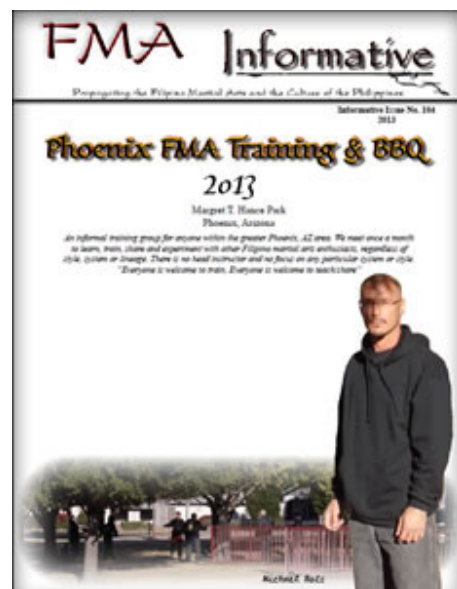 FMA Informative
Propagating the Filipino Martial Arts and the Culture of the Philippines
Informative Issue No. 104
2013
Phoenix FMA Training & BBQ
2013
Margret T. Hance Park
Phoenix, Arizona
An informal training group for anyone within the greater Phoenix, AZ area. We meet once a month
to learn, train, share and experiment with other Filipino martial arts enthusiasts, regardless of
style, system or lineage. There is no head instructor and no focus on any particular system or style.
"Everyone is welcome to train, Everyone is welcome to teach/share"
Michael